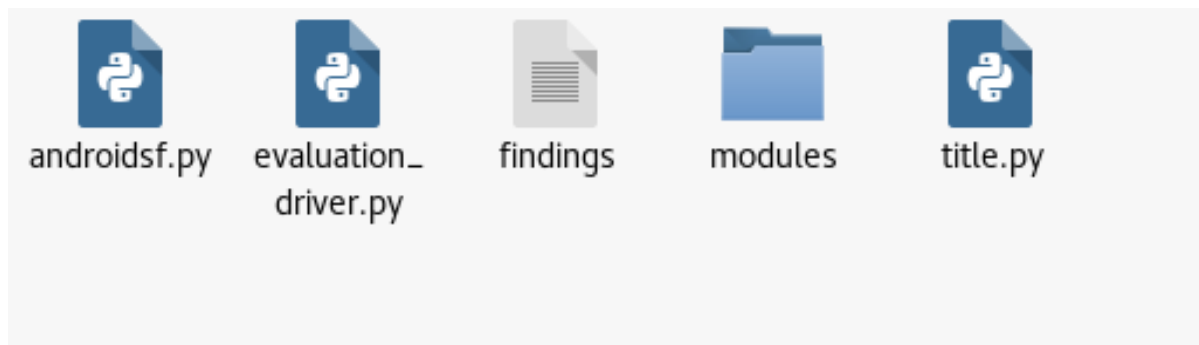 androidsf.py
evaluation_
driver.py
findings
modules
title.py